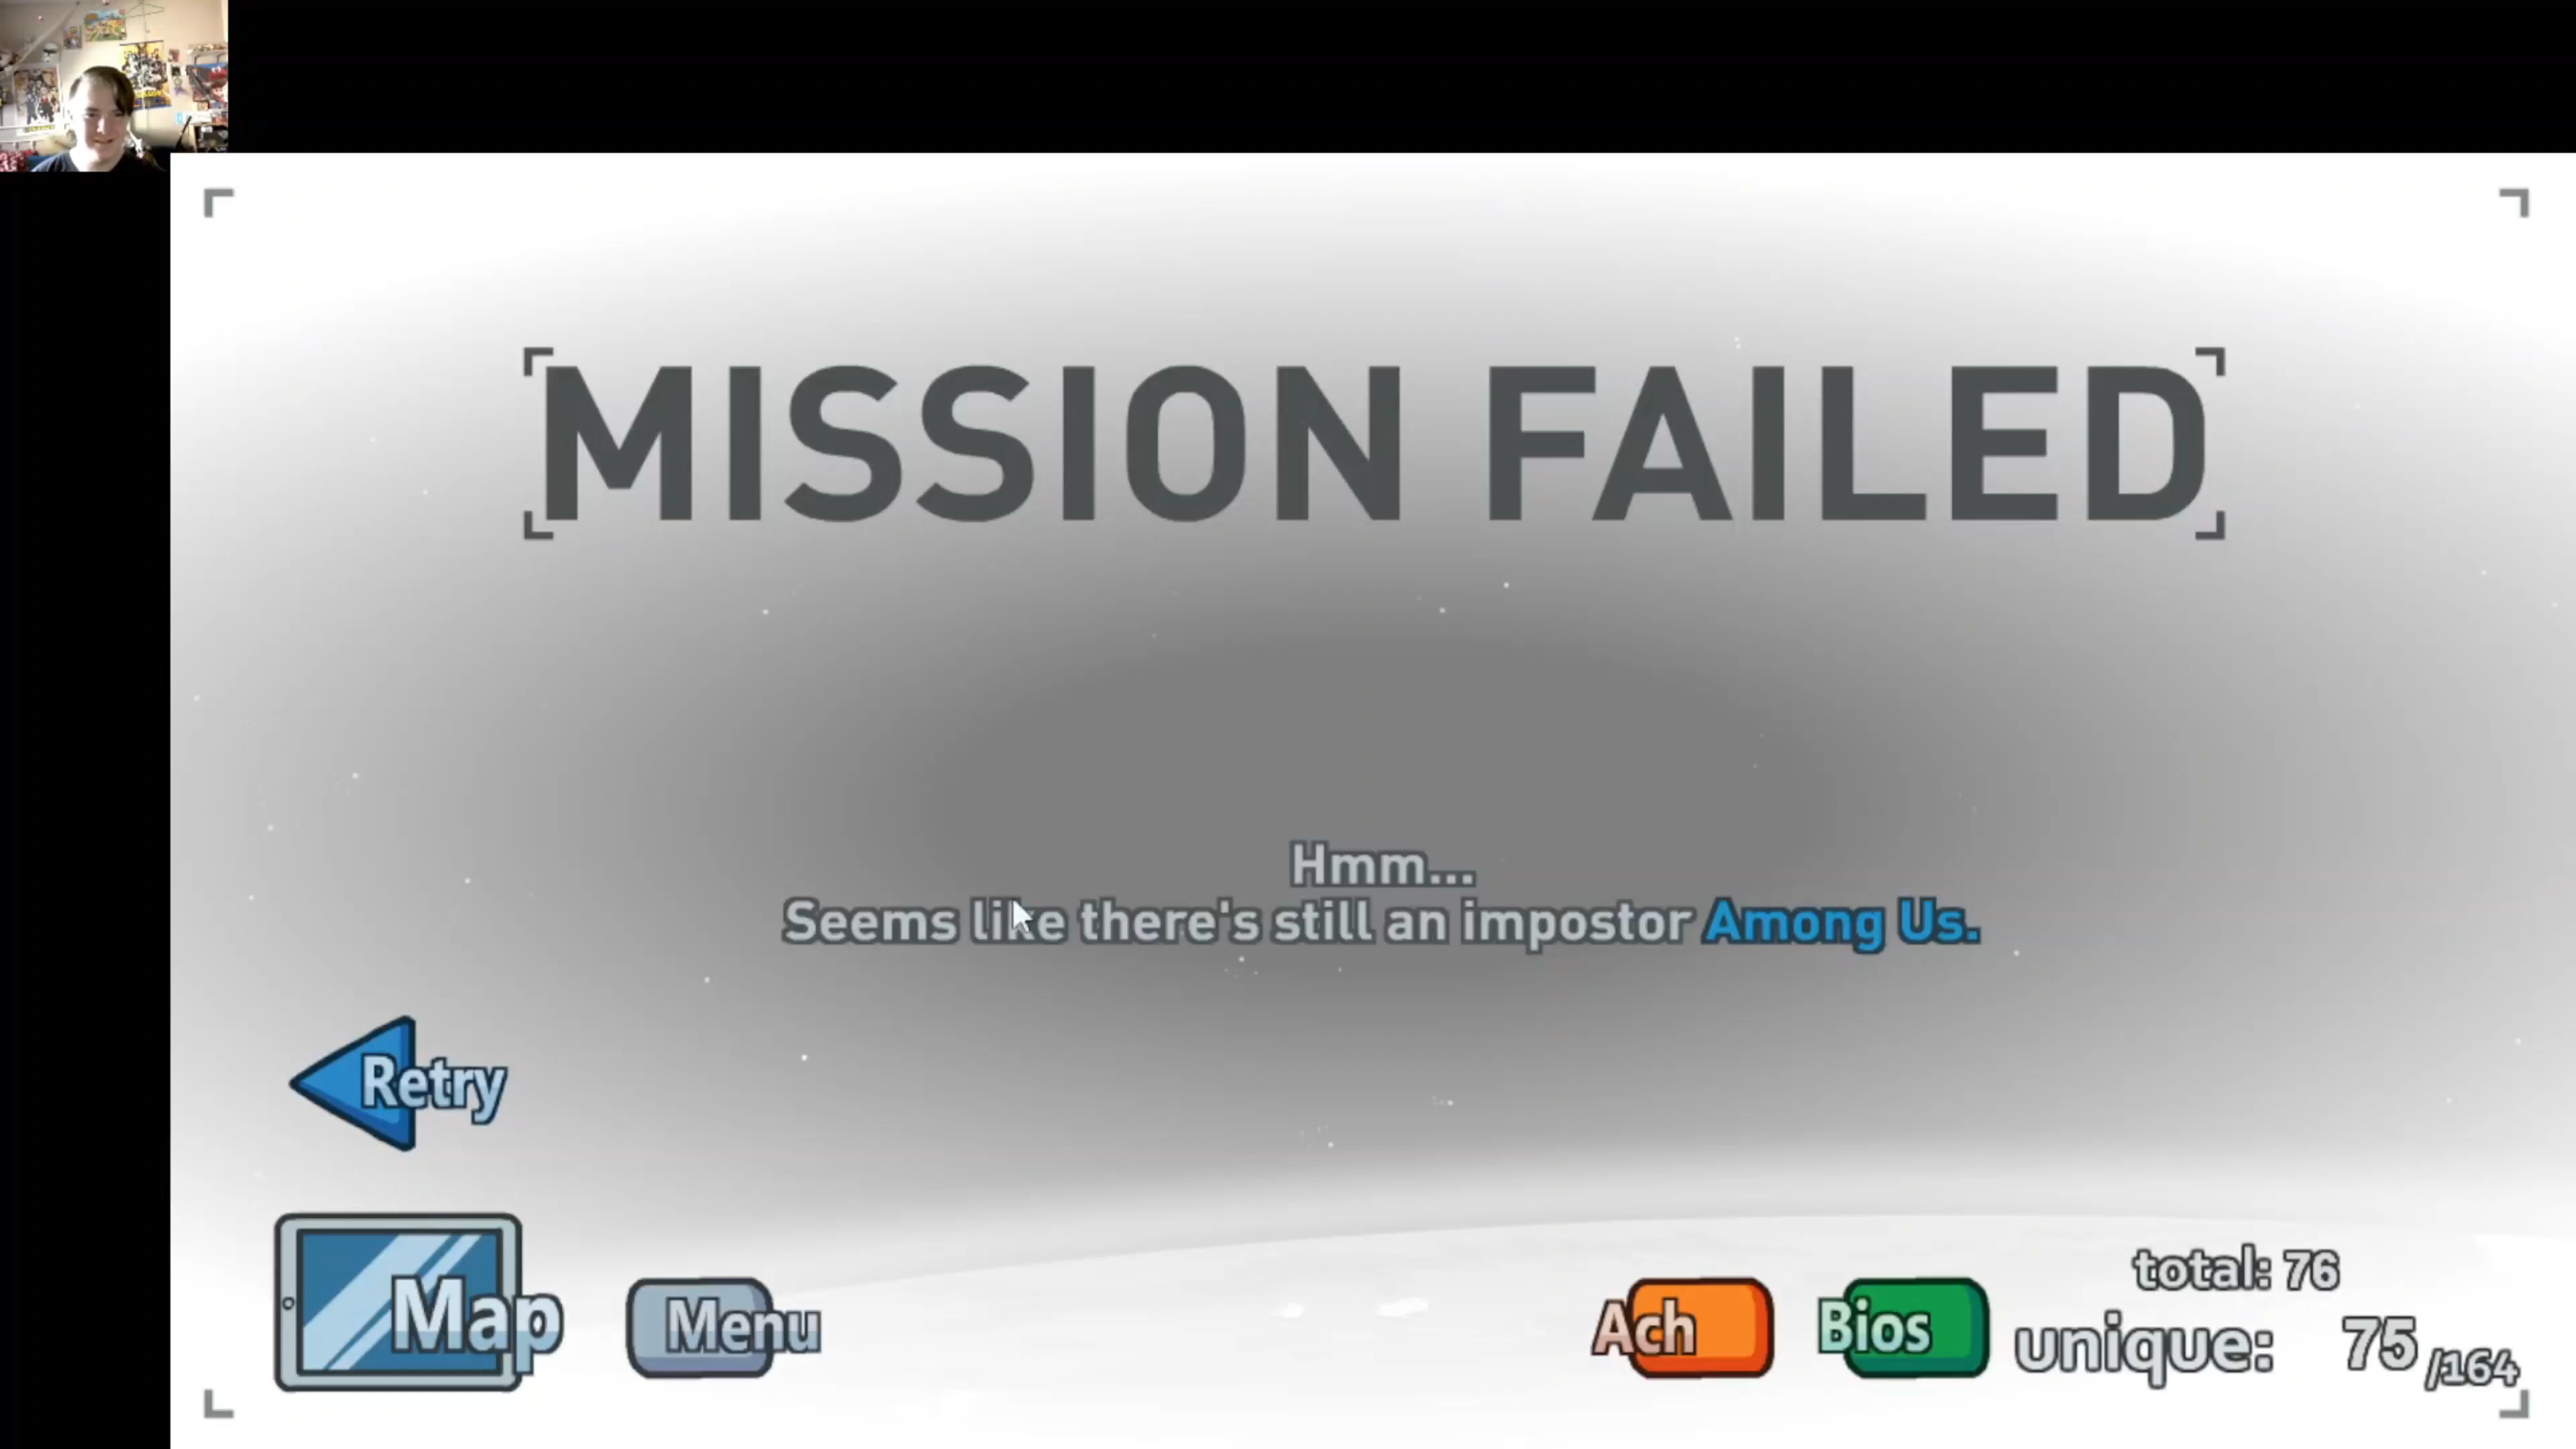 MISSION FAILED
Hmm...
Seems like there's still an impostor Among Us.
Retry
Map
Menu
Ach
Bios
total: 76
unique: 75 /164